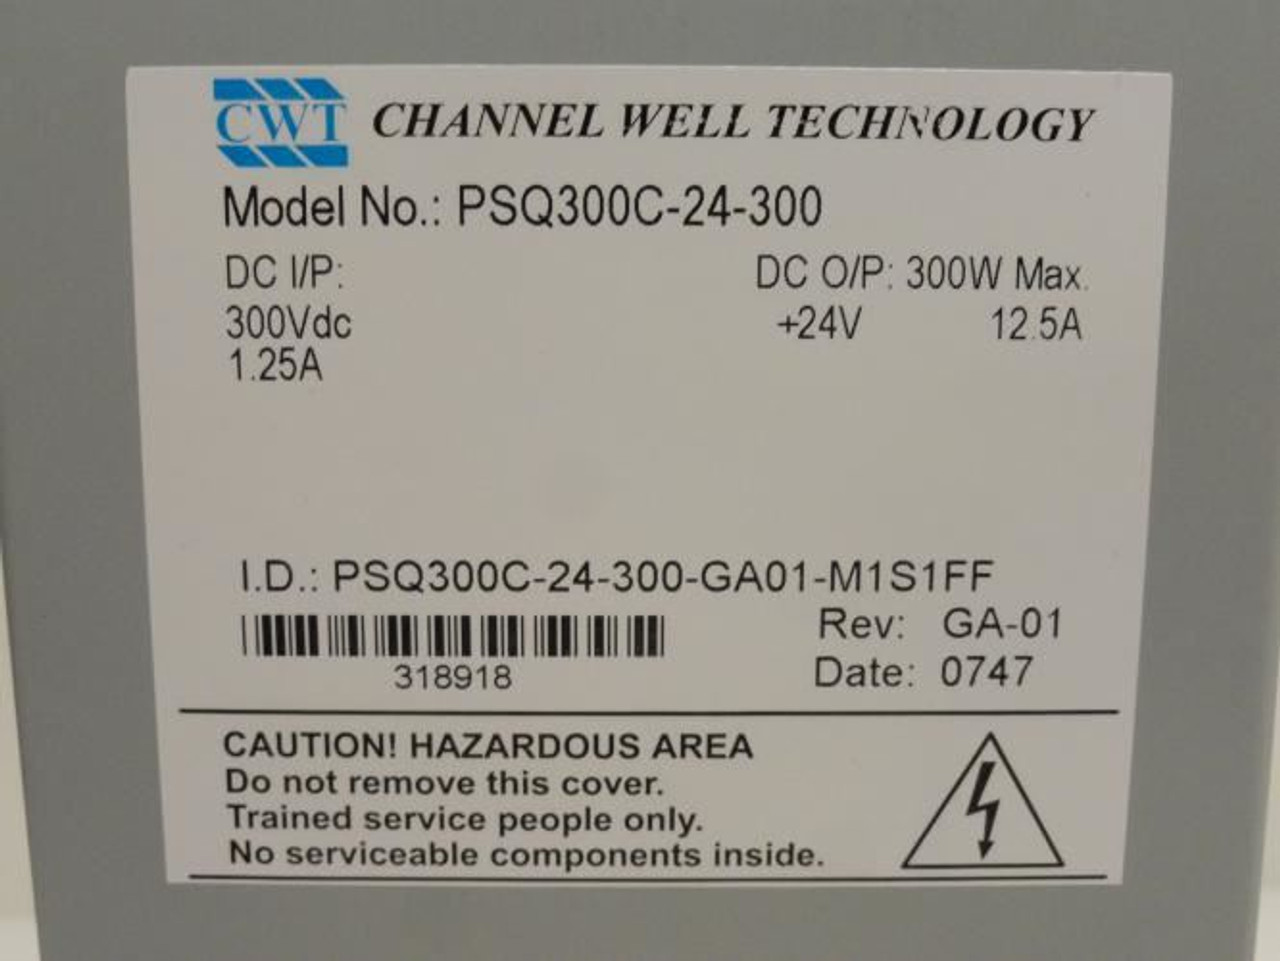 CWT CHANNEL WELL TECHNOLOGY
Model No.: PSQ300C-24-300
DC I/P: DC O/P: 300W Max.
300Vdc +24V 12.5A
1.25A
I.D.: PSQ300C-24-300-GA01-M1S1FF
Rev: GA-01
318918 Date: 0747
CAUTION! HAZARDOUS AREA
Do not remove this cover.
Trained service people only.
No serviceable components inside.